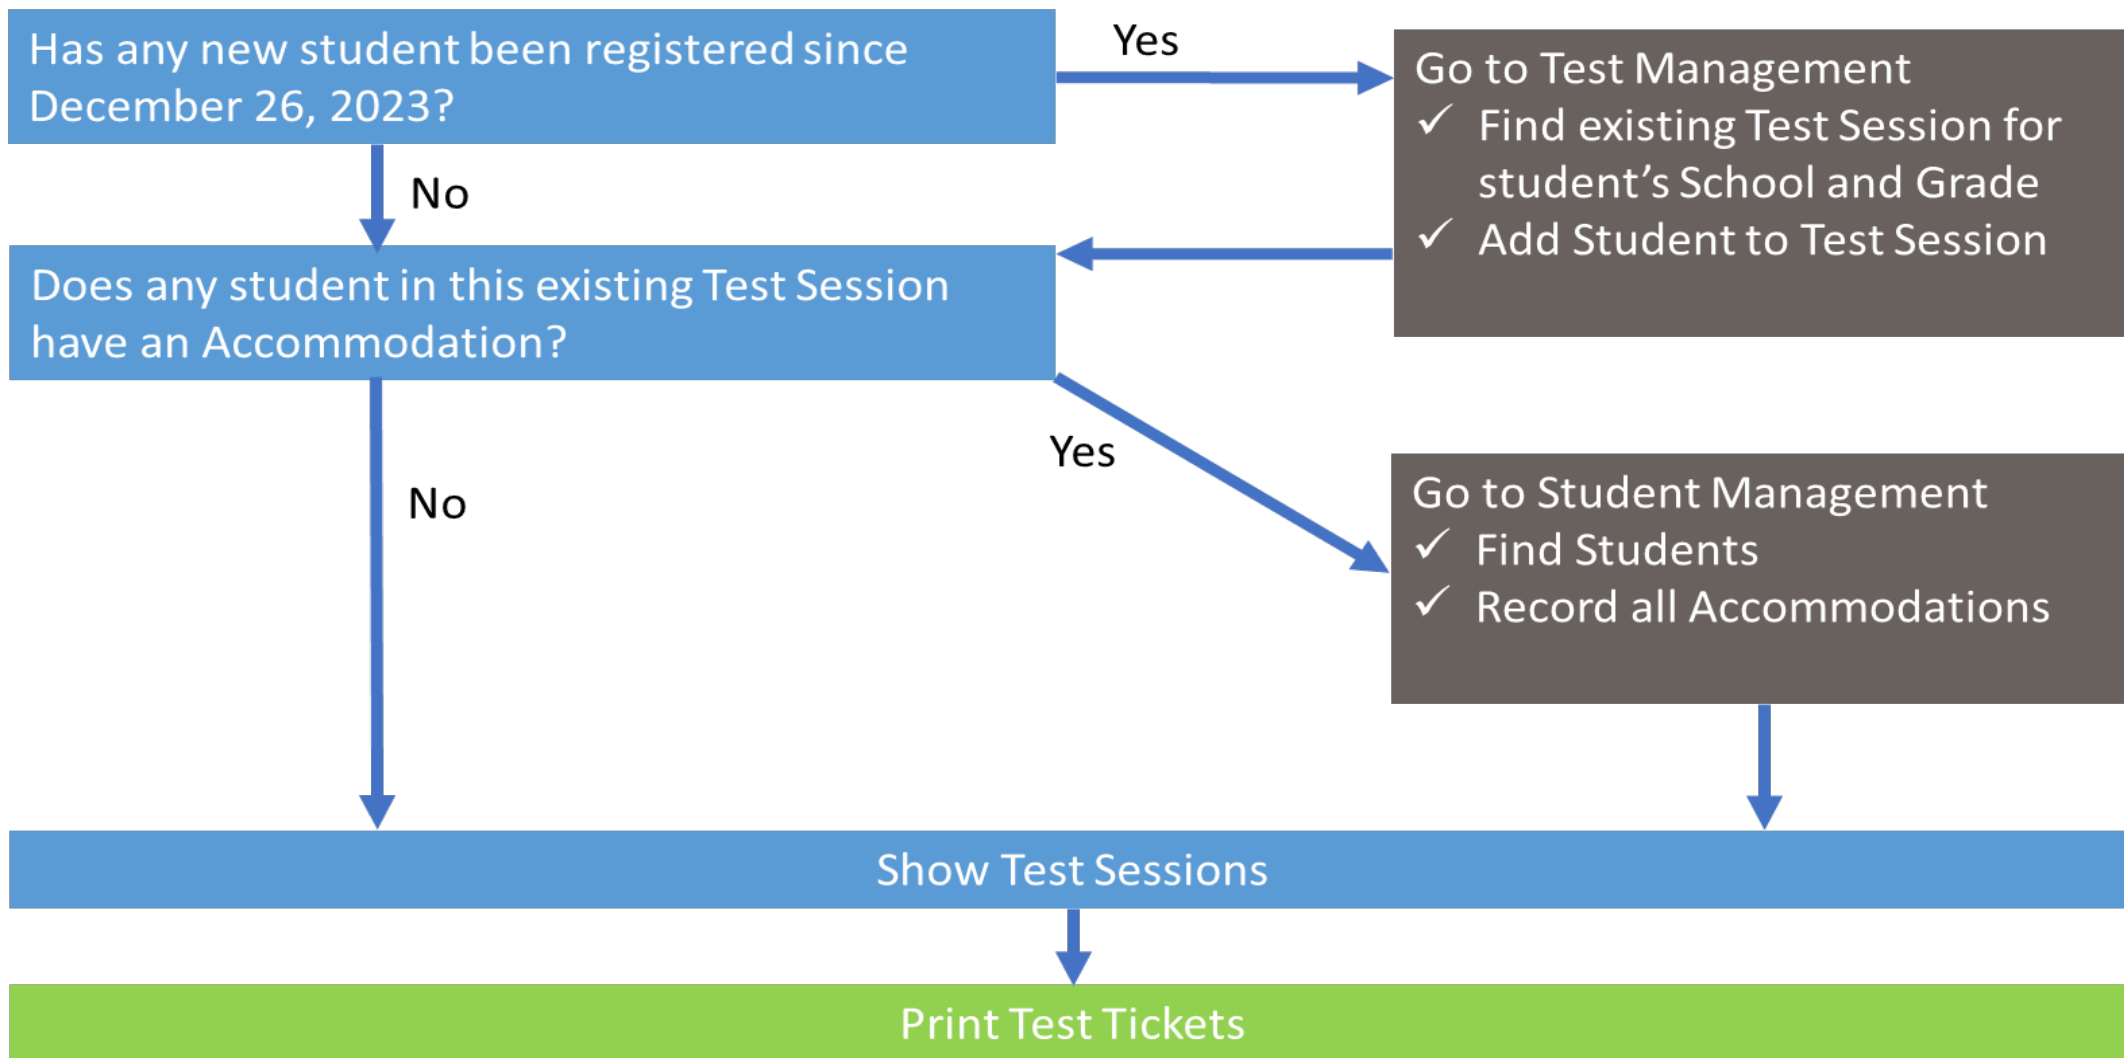 Has any new student been registered since
December 26, 2023?
Yes
Go to Test Management
✓ Find existing Test Session for
student’s School and Grade
✓ Add Student to Test Session
No
Does any student in this existing Test Session
have an Accommodation?
Yes
No
Go to Student Management
✓ Find Students
✓ Record all Accommodations
Show Test Sessions
Print Test Tickets